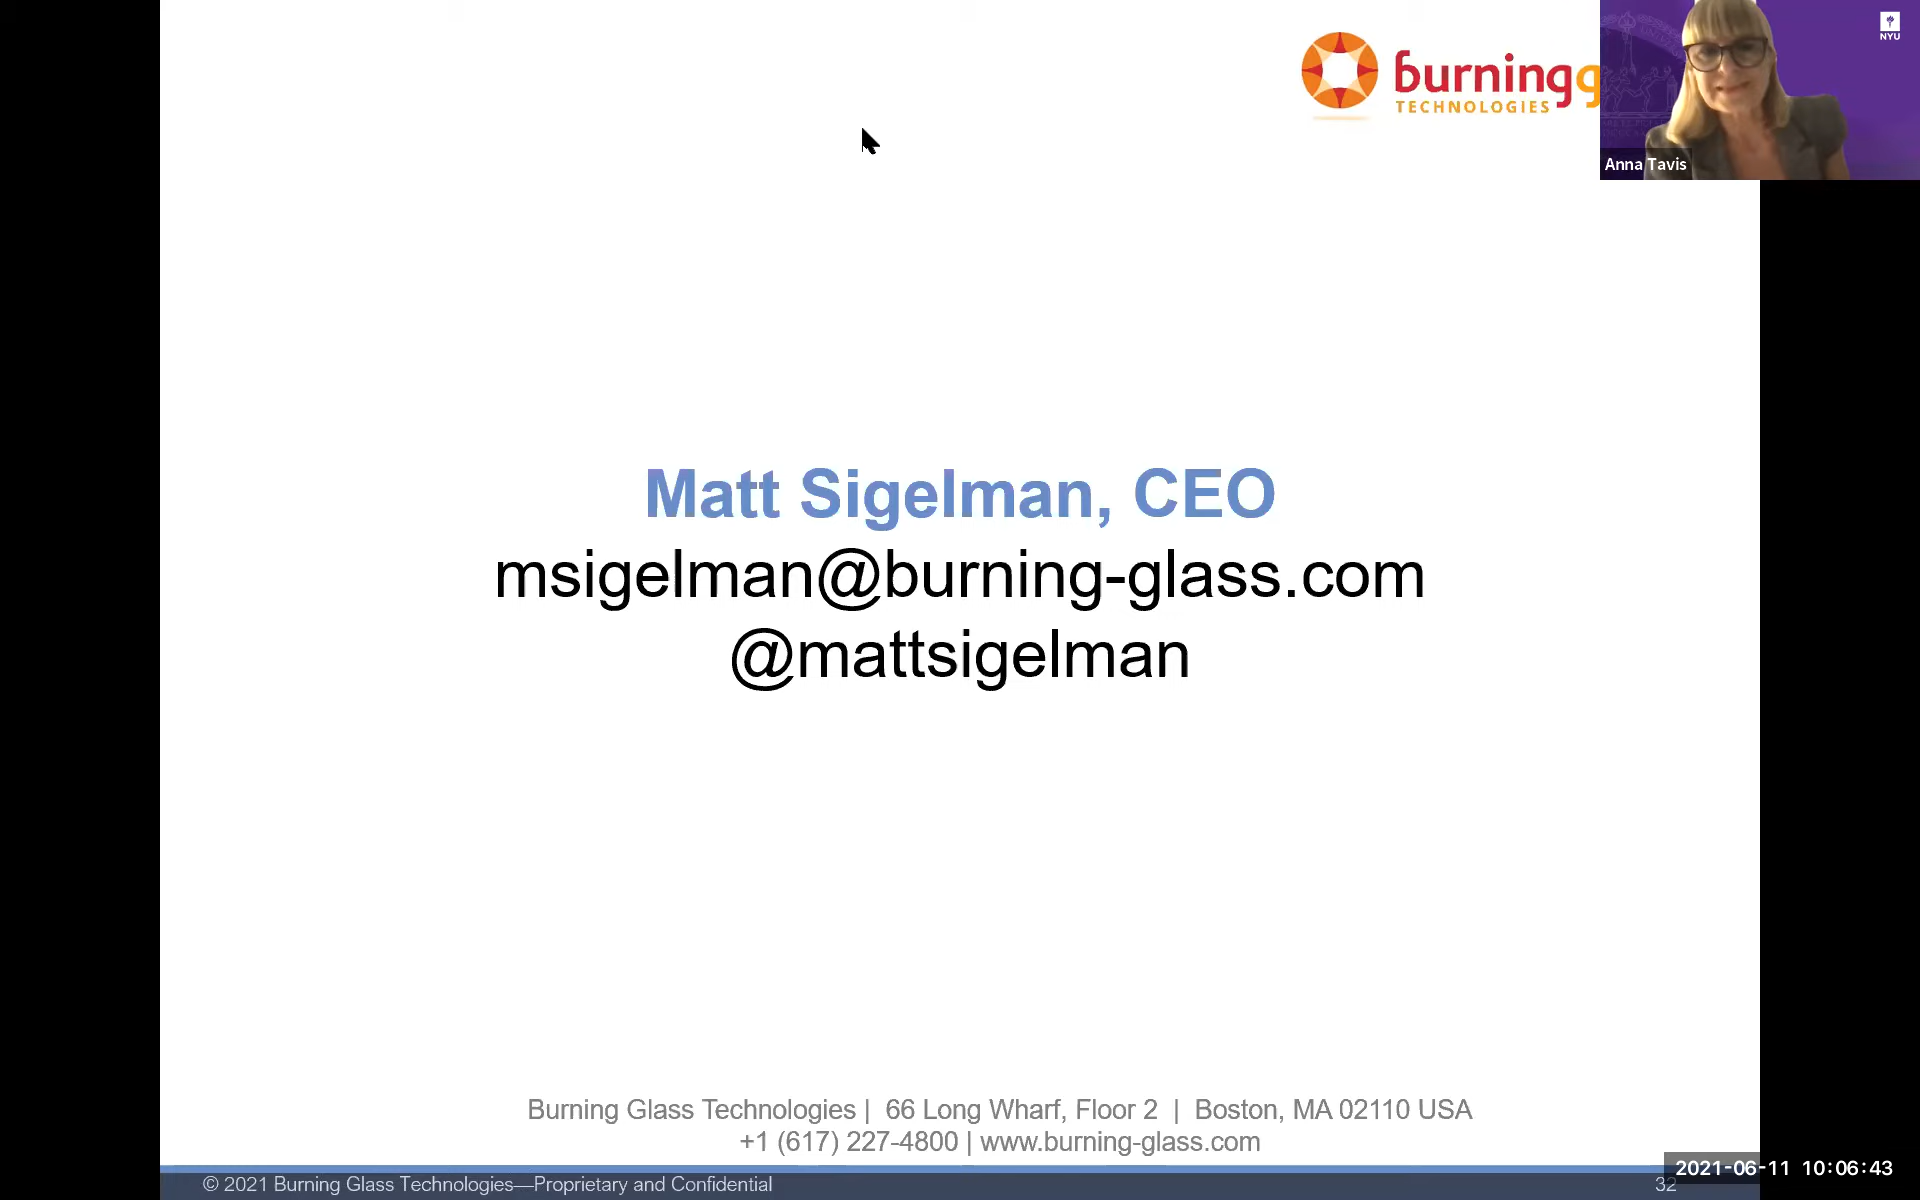 burningg
TECHNOLOGIES
NYU
Anna Tavis
Matt Sigelman, CEO
msigelman@burning-glass.com
@mattsigelman
Burning Glass Technologies | 66 Long Wharf, Floor 2 | Boston, MA 02110 USA
+1 (617) 227-4800 | www.burning-glass.com
© 2021 Burning Glass Technologies—Proprietary and Confidential
32
2021-06-11 10:06:43